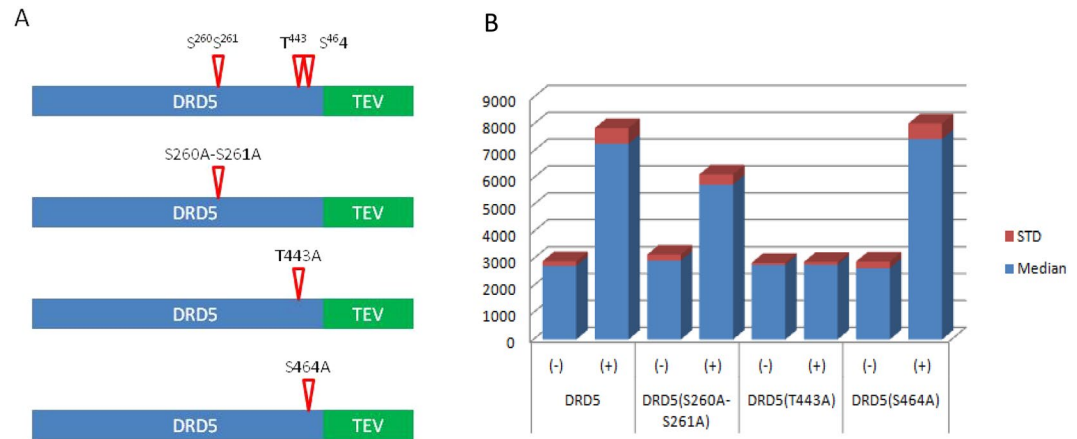 A
S²⁶⁰S²⁶¹ T⁴⁴³ S⁴⁶4
DRD5 TEV
S260A-S261A
DRD5 TEV
T443A
DRD5 TEV
S464A
DRD5 TEV
B
9000
8000
7000
6000
5000
4000
3000
2000
1000
0
(-) (+) (-) (+) (-) (+) (-) (+)
DRD5 DRD5(S260A- DRD5(T443A) DRD5(S464A)
S261A)
STD
Median